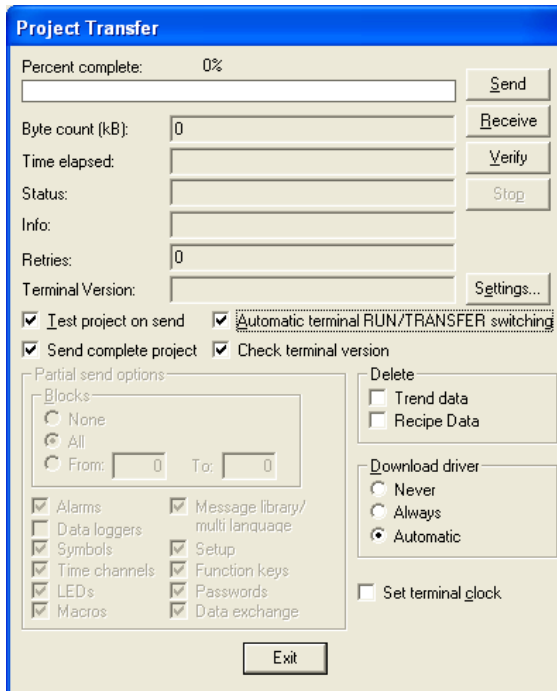 Project Transfer
Percent complete: 0%
Send
Byte count (kB): 0
Receive
Time elapsed:
Verify
Status:
Stop
Info:
Retries: 0
Terminal Version:
Settings...
Test project on send
Automatic terminal RUN/TRANSFER switching
Send complete project
Check terminal version
Partial send options
Blocks
None
All
From: 0 To: 0
Alarms
Data loggers
Symbols
Time channels
LEDs
Macros
Message library/
multi language
Setup
Function keys
Passwords
Data exchange
Delete
Trend data
Recipe Data
Download driver
Never
Always
Automatic
Set terminal clock
Exit